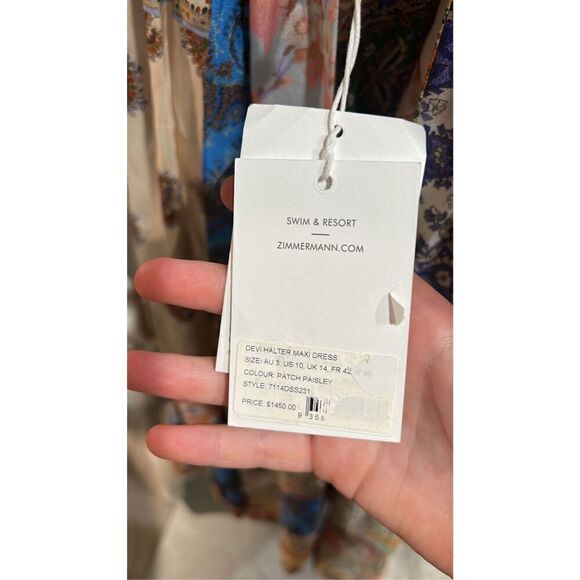 SWIM & RESORT
ZIMMERMANN.COM
DEVI HALTER MAXI DRESS
SIZE: AU 3, US 10, UK 14, FR 42
COLOUR: PATCH PAISLEY
STYLE: 7114DSS231
PRICE: $1450.00